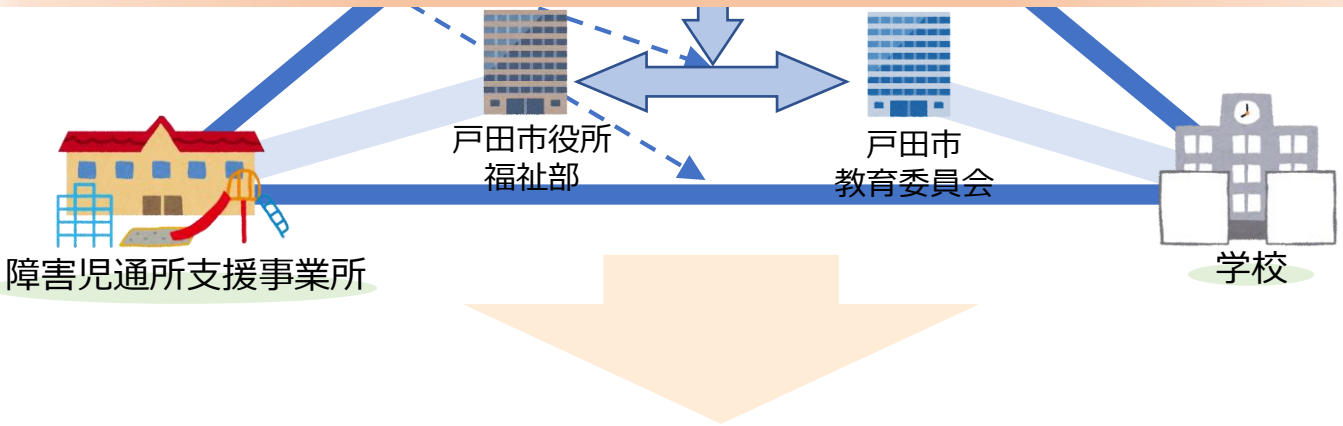 戸田市役所
福祉部
戸田市
教育委員会
障害児通所支援事業所
学校